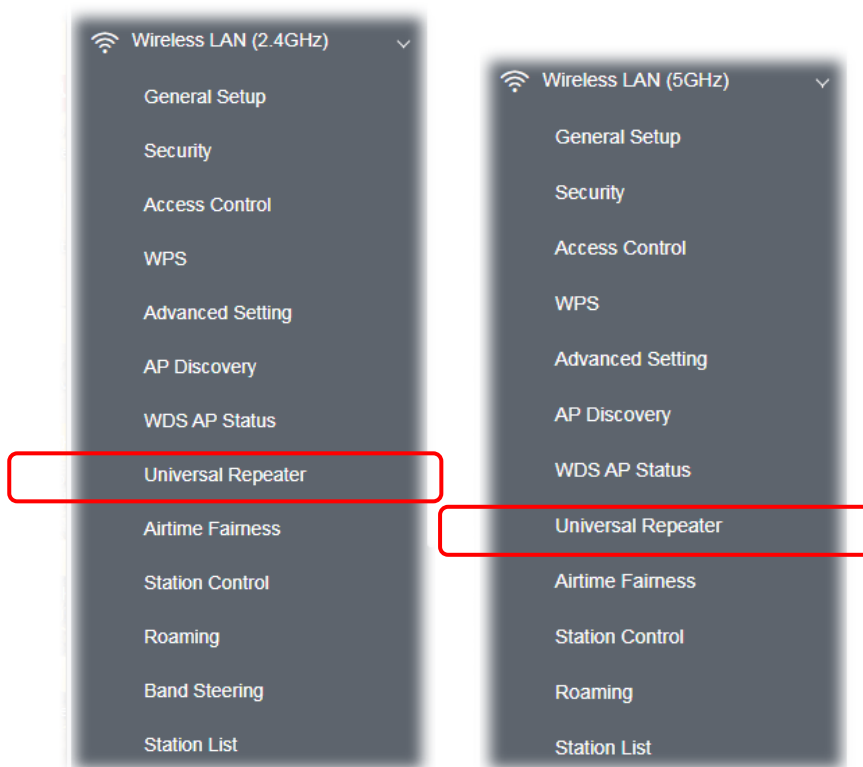 Wireless LAN (2.4GHz)
General Setup
Security
Access Control
WPS
Advanced Setting
AP Discovery
WDS AP Status
Universal Repeater
Airtime Fairness
Station Control
Roaming
Band Steering
Station List
Wireless LAN (5GHz)
General Setup
Security
Access Control
WPS
Advanced Setting
AP Discovery
WDS AP Status
Universal Repeater
Airtime Fairness
Station Control
Roaming
Station List